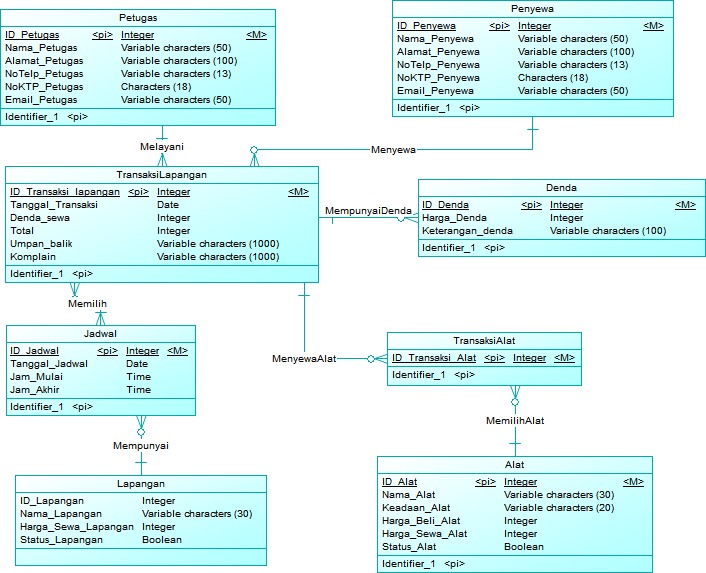 Petugas
ID_Petugas <pi> Integer <M>
Nama_Petugas Variable characters (50)
Alamat_Petugas Variable characters (100)
NoTelp_Petugas Variable characters (13)
NoKTP_Petugas Characters (18)
Email_Petugas Variable characters (50)
Identifier_1 <pi>
Penyewa
ID_Penyewa <pi> Integer <M>
Nama_Penyewa Variable characters (50)
Alamat_Penyewa Variable characters (100)
NoTelp_Penyewa Variable characters (13)
NoKTP_Penyewa Characters (18)
Email_Penyewa Variable characters (50)
Identifier_1 <pi>
Melayani
Menyewa
TransaksiLapangan
ID_Transaksi_lapangan <pi> Integer <M>
Tanggal_Transaksi Date
Denda_sewa Integer
Total Integer
Umpan_balik Variable characters (1000)
Komplain Variable characters (1000)
Identifier_1 <pi>
MempunyaiDenda
Denda
ID_Denda <pi> Integer <M>
Harga_Denda Integer
Keterangan_denda Variable characters (100)
Identifier_1 <pi>
Memilih
Jadwal
ID_Jadwal <pi> Integer <M>
Tanggal_Jadwal Date
Jam_Mulai Time
Jam_Akhir Time
Identifier_1 <pi>
MenyewaAlat
TransaksiAlat
ID_Transaksi_Alat <pi> Integer <M>
Identifier_1 <pi>
Mempunyai
MemilihAlat
Lapangan
ID_Lapangan Integer
Nama_Lapangan Variable characters (30)
Harga_Sewa_Lapangan Integer
Status_Lapangan Boolean
Alat
ID_Alat <pi> Integer <M>
Nama_Alat Variable characters (30)
Keadaan_Alat Variable characters (20)
Harga_Beli_Alat Integer
Harga_Sewa_Alat Integer
Status_Alat Boolean
Identifier_1 <pi>